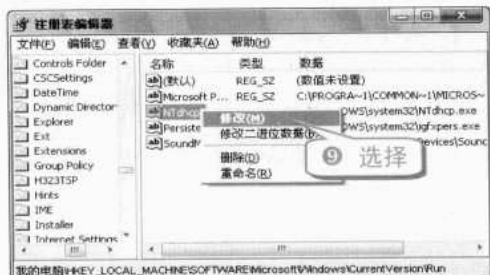 注册表编辑器
文件(F) 编辑(E) 查看(V) 收藏夹(A) 帮助(H)
Controls Folder
CSCSettings
DateTime
Dynamic Director
Explorer
Ext
Extensions
Group Policy
H323TSP
Hints
IME
Installer
Internet Settings
名称 类型 数据
(默认) REG_SZ (数值未设置)
Microsoft P... REG_SZ C:\PROGRA~1\COMMON~1\MICROS~
NTdhcp OWS\system32\NTdhcp.exe
Persiste OWS\system32\igfxpers.exe
SoundM evices\Sounc
修改(M)
修改二进位数据(B)
删除(D)
重命名(R)
9 选择
我的电脑\HKEY_LOCAL_MACHINE\SOFTWARE\Microsoft\Windows\CurrentVersion\Run